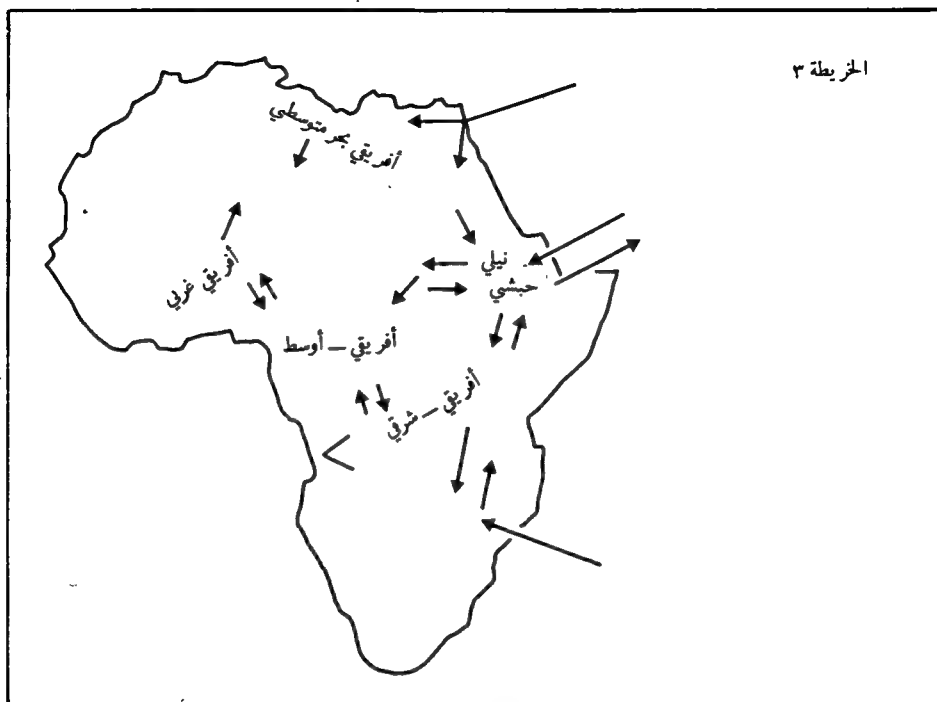 الخريطة ٣
أفريقي بحر متوسطي
نيلي
حبشي
أفريقي غربي
أفريقي – أوسط
أفريقي – شرقي